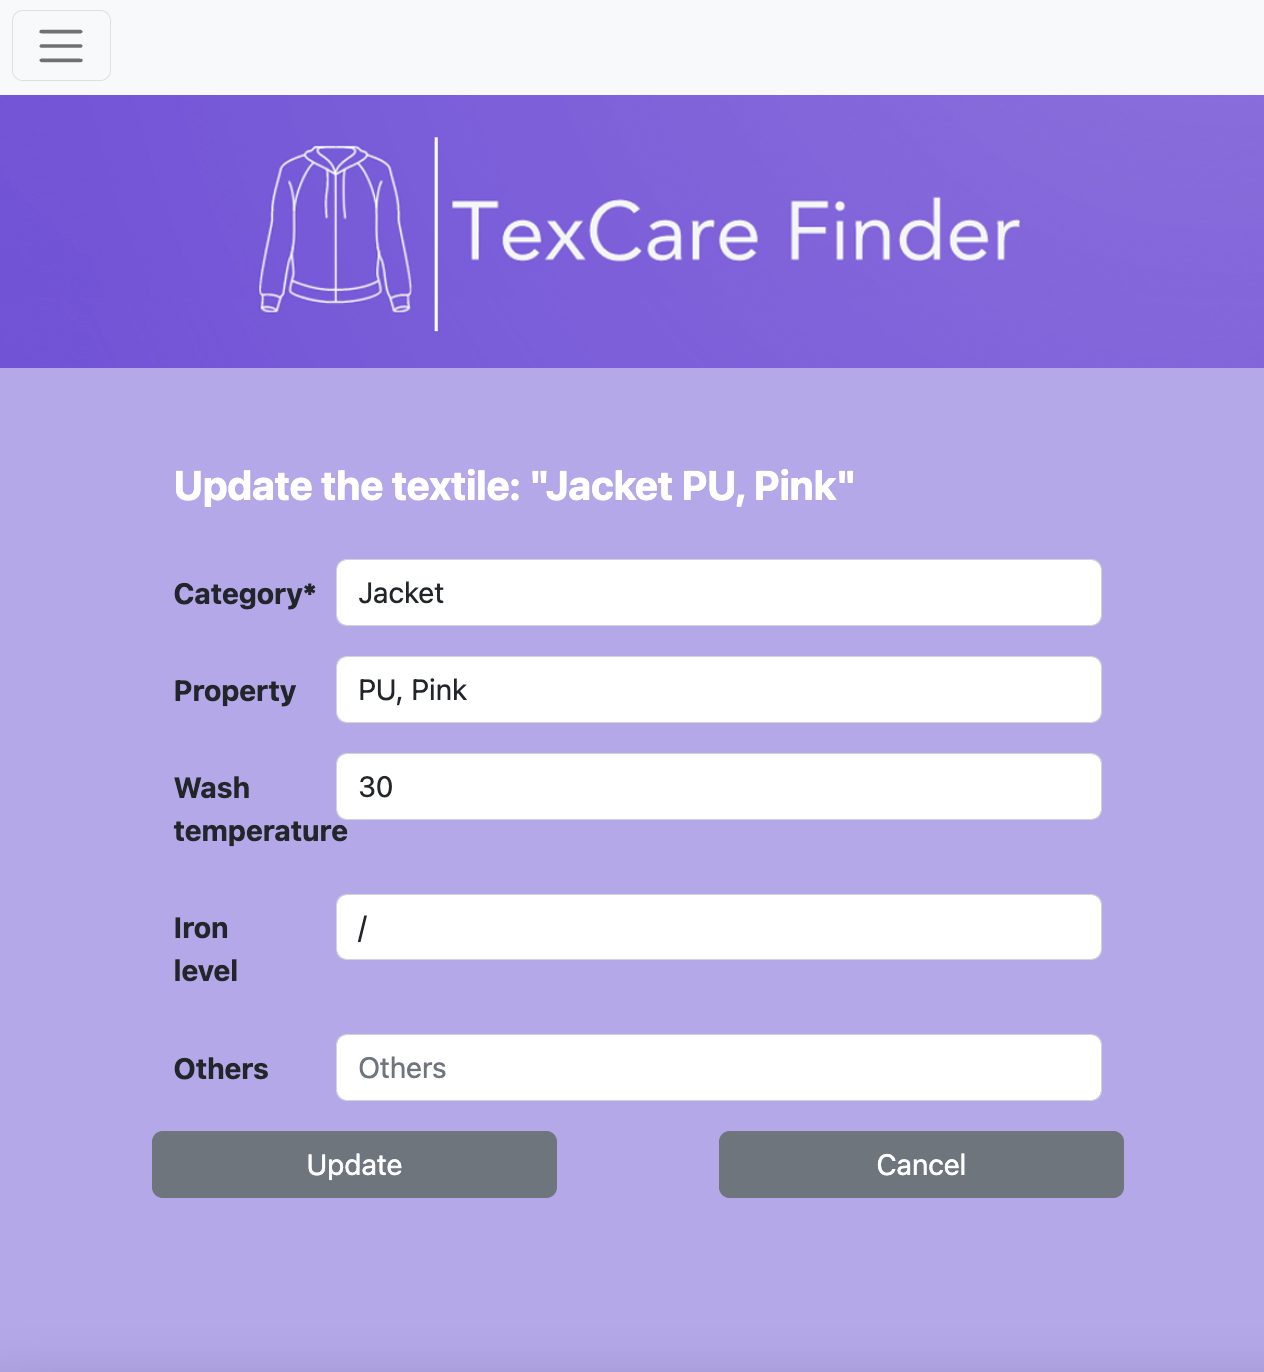 TexCare Finder
Update the textile: "Jacket PU, Pink"
Category* Jacket
Property PU, Pink
Wash temperature 30
Iron level /
Others Others
Update Cancel